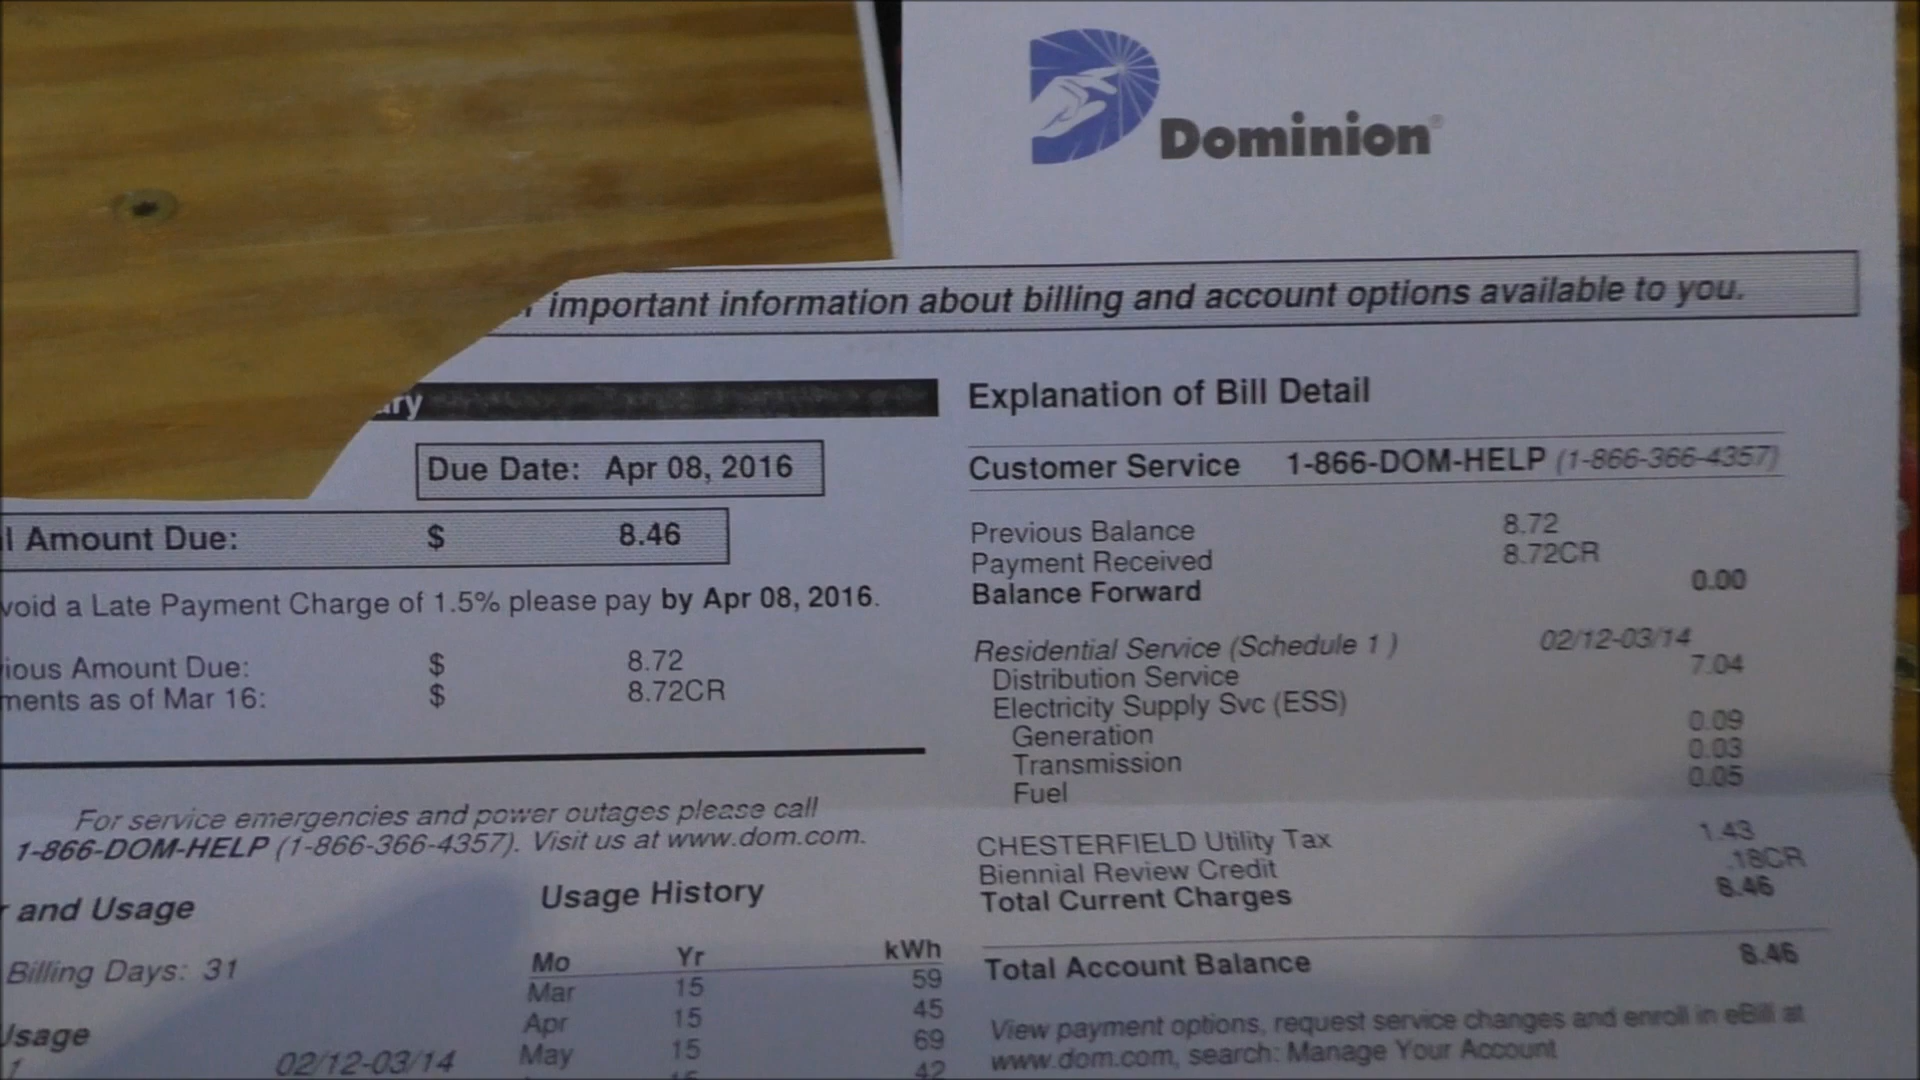 Dominion®
important information about billing and account options available to you.
Due Date: Apr 08, 2016
Amount Due: $ 8.46
void a Late Payment Charge of 1.5% please pay by Apr 08, 2016.
ious Amount Due: $ 8.72
ments as of Mar 16: $ 8.72CR
For service emergencies and power outages please call
1-866-DOM-HELP (1-866-366-4357). Visit us at www.dom.com.
and Usage
Billing Days: 31
Usage
1 02/12-03/14
Usage History
Mo Yr kWh
Mar 15 59
Apr 15 45
May 15 69
15 42
Explanation of Bill Detail
Customer Service 1-866-DOM-HELP (1-866-366-4357)
Previous Balance 8.72
Payment Received 8.72CR
Balance Forward 0.00
Residential Service (Schedule 1 ) 02/12-03/14
Distribution Service 7.04
Electricity Supply Svc (ESS)
Generation 0.09
Transmission 0.03
Fuel 0.05
CHESTERFIELD Utility Tax 1.43
Biennial Review Credit .18CR
Total Current Charges 8.46
Total Account Balance 8.46
View payment options, request service changes and enroll in eBill at
www.dom.com, search: Manage Your Account